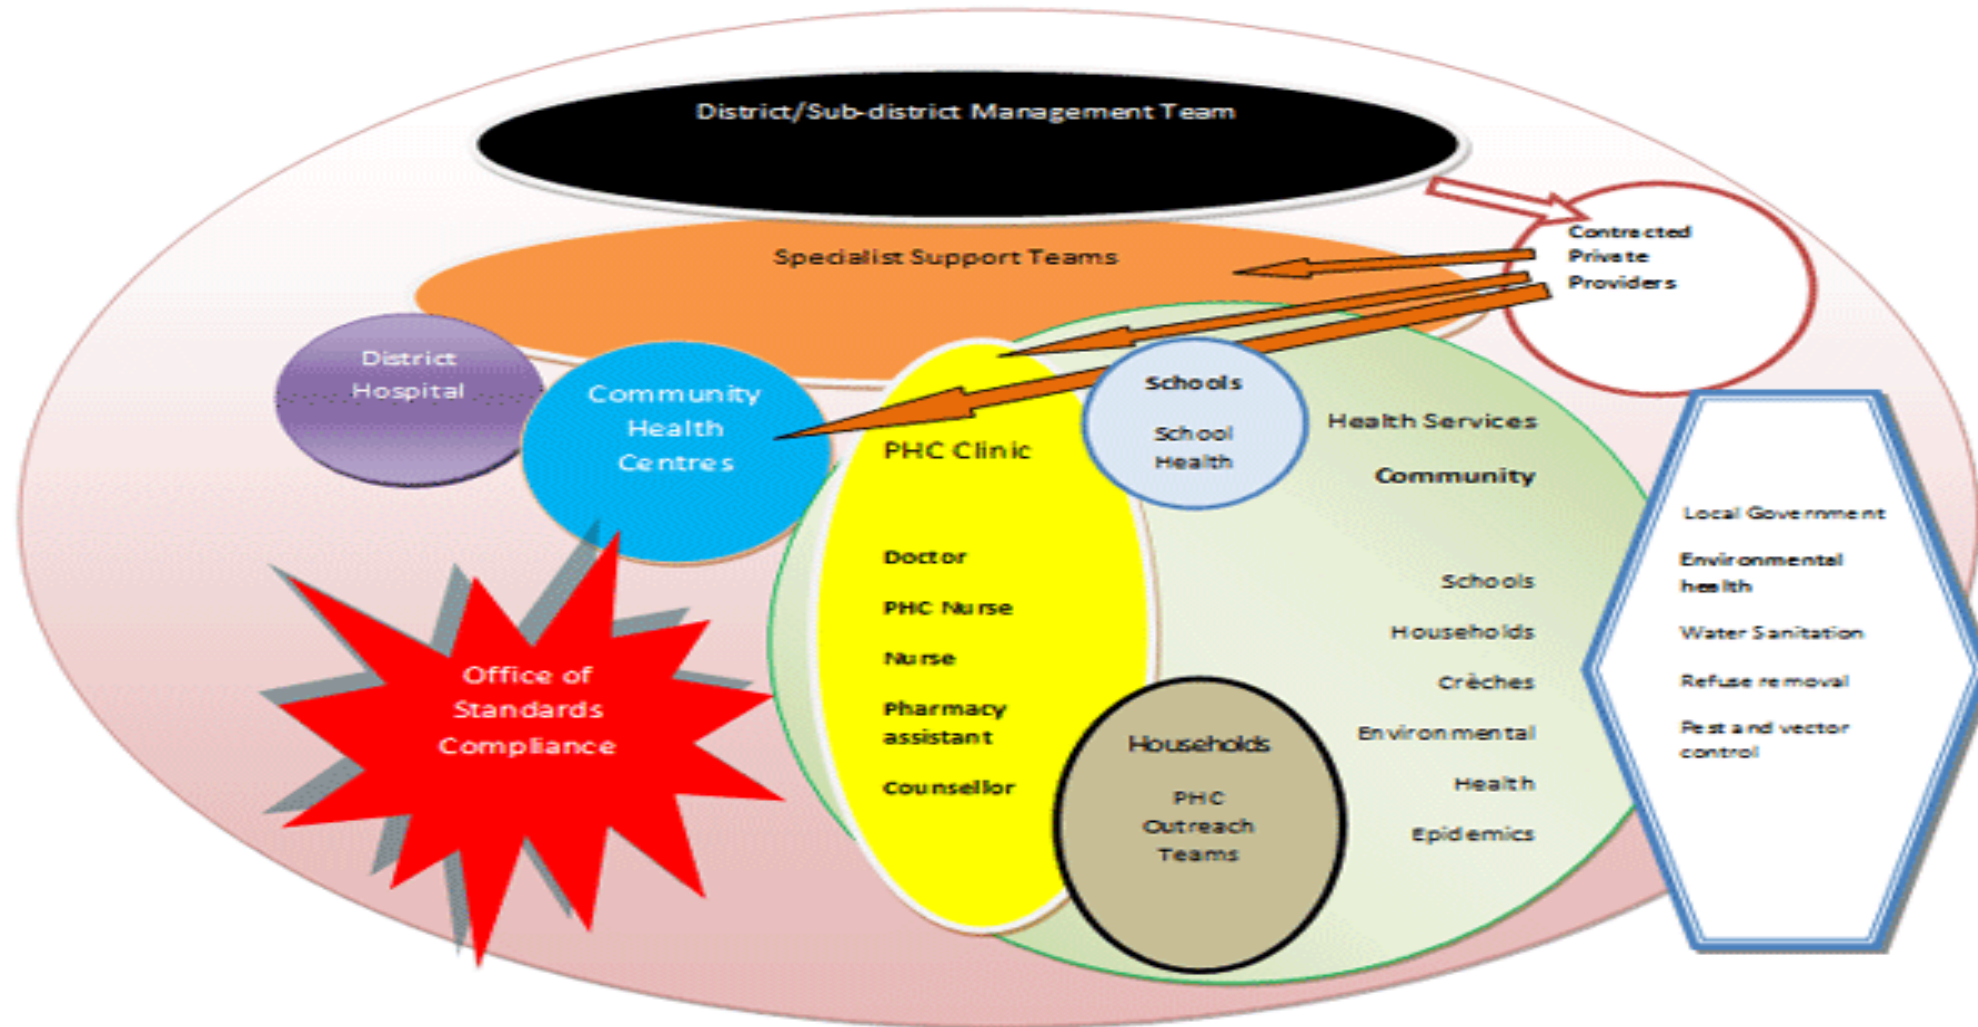 District/Sub-district Management Team
Contracted
Private
Providers
Specialist Support Teams
District
Hospital
Community
Health
Centres
PHC Clinic
Doctor
PHC Nurse
Nurse
Pharmacy
assistant
Counsellor
Schools
School
Health
Health Services
Community
Schools
Households
Crèches
Environmental
Health
Epidemics
Households
PHC
Outreach
Teams
Local Government
Environmental
health
Water Sanitation
Refuse removal
Pest and vector
control
Office of
Standards
Compliance